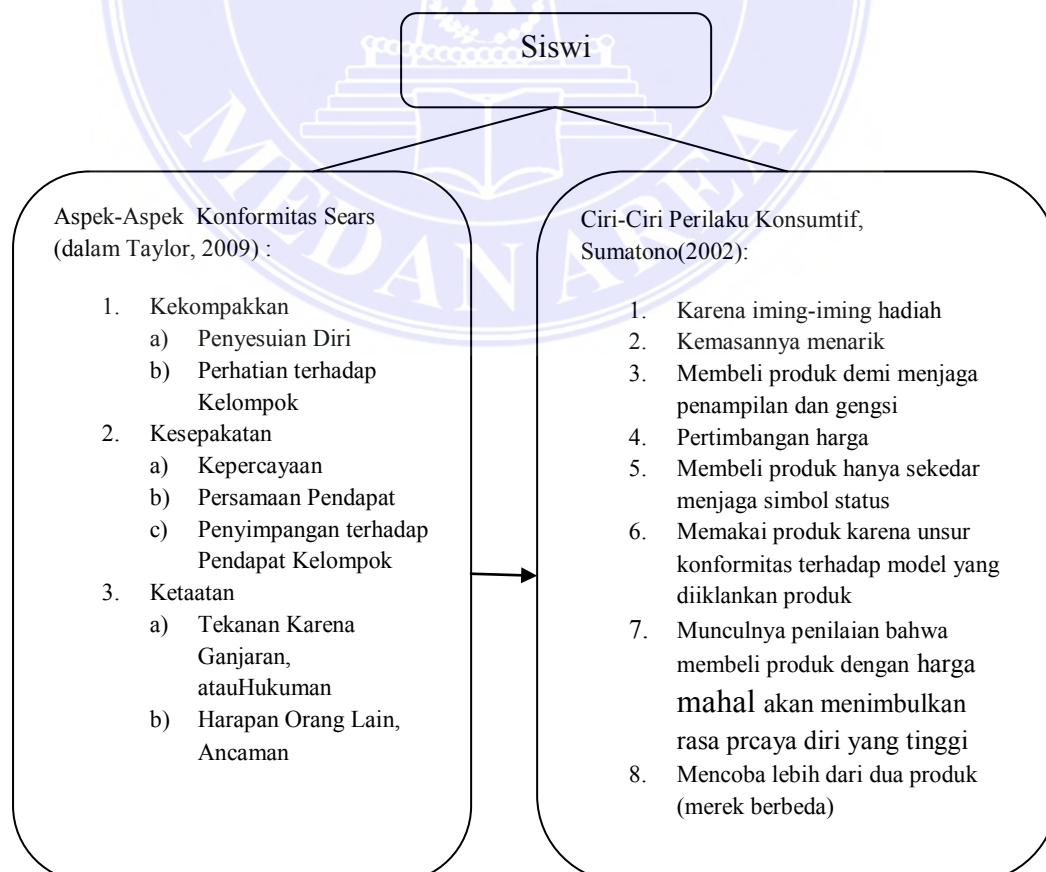 Siswi
Aspek-Aspek Konformitas Sears
(dalam Taylor, 2009) :
1. Kekompakkan
a) Penyesuian Diri
b) Perhatian terhadap
Kelompok
2. Kesepakatan
a) Kepercayaan
b) Persamaan Pendapat
c) Penyimpangan terhadap
Pendapat Kelompok
3. Ketaatan
a) Tekanan Karena
Ganjaran,
atauHukuman
b) Harapan Orang Lain,
Ancaman
Ciri-Ciri Perilaku Konsumtif,
Sumatono(2002):
1. Karena iming-iming hadiah
2. Kemasannya menarik
3. Membeli produk demi menjaga
penampilan dan gengsi
4. Pertimbangan harga
5. Membeli produk hanya sekedar
menjaga simbol status
6. Memakai produk karena unsur
konformitas terhadap model yang
diiklankan produk
7. Munculnya penilaian bahwa
membeli produk dengan harga
mahal akan menimbulkan
rasa prcaya diri yang tinggi
8. Mencoba lebih dari dua produk
(merek berbeda)
MEDAN AREA